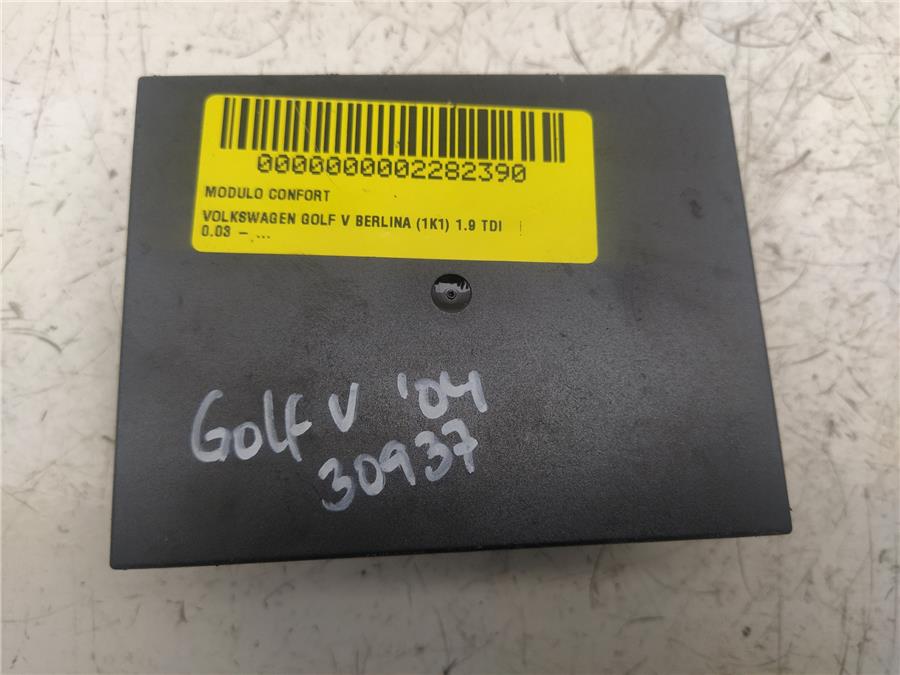 0000000002282390
MODULO CONFORT
VOLKSWAGEN GOLF V BERLINA (1K1) 1.9 TDI
0.03 - ...
Golf V '04
30937